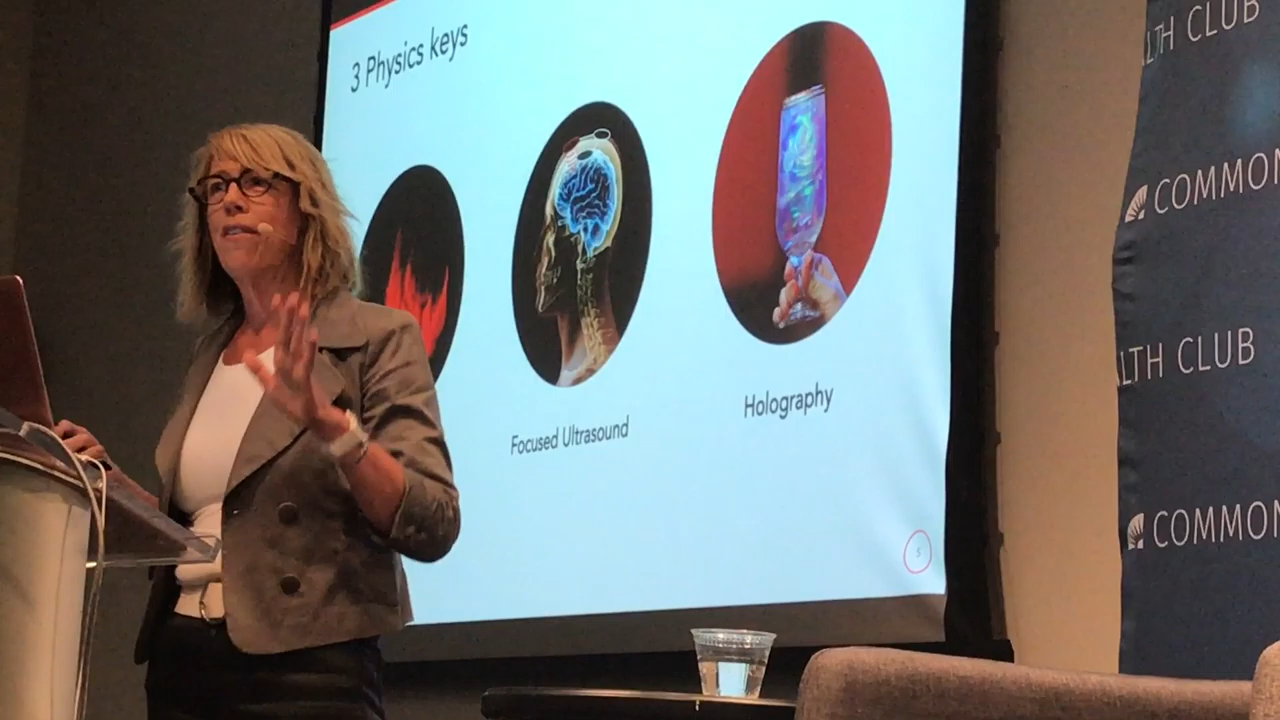 3 Physics keys
Focused Ultrasound
Holography
5
LTH CLUB
COMMON
LTH CLUB
COMMON